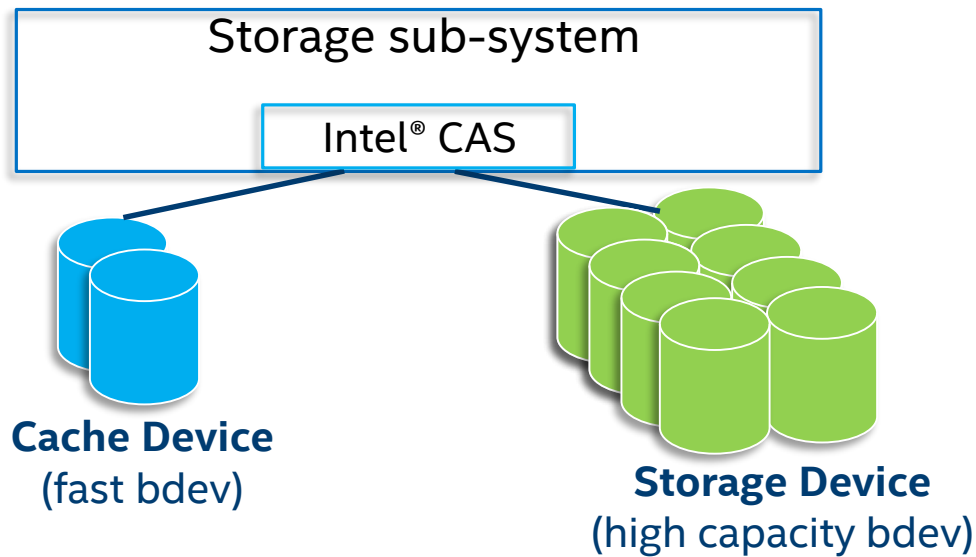 Storage sub-system
Intel® CAS
Cache Device
(fast bdev)
Storage Device
(high capacity bdev)